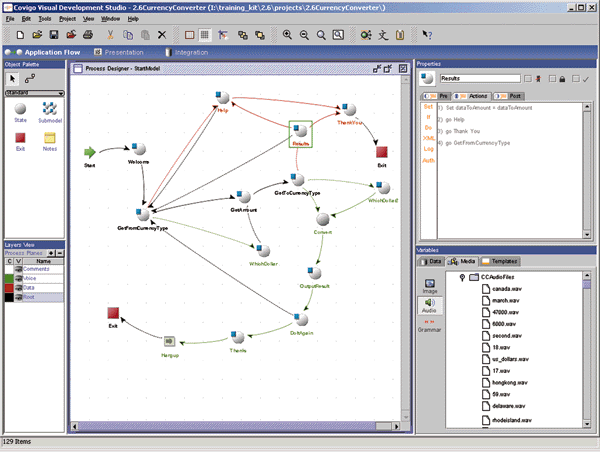 Covigo Visual Development Studio - 2.6CurrencyConverter (I:\training_kit\2.6\projects\2.6CurrencyConverter\)
File Edit Tools Window Help
Application Flow Presentation Integration
Object Palette
Standard
State Submodel
Exit Notes
Layers View
Process Planes
C V Name
Comments
Voice
Data
Root
Process Designer - StartModel
Help
ThankYou
Results
Start
Welcome
Exit
GetToCurrencyType
WhichDollarE
GetAmount
GetFromCurrencyType
Convert
WhichDollar
OutputResult
Exit
DoItAgain
Hangup
Thanks
Properties
Results
Pre Actions Post
Set
If
Do
XML
Log
Auth
1) Set dataToAmount = dataToAmount
2) go Help
3) go Thank You
4) go GetFromCurrencyType
Variables
Data Media Templates
Image
Audio
Grammar
CCAudioFiles
canada.wav
march.wav
47000.wav
6000.wav
second.wav
18.wav
us_dollars.wav
17.wav
hongkong.wav
59.wav
delaware.wav
rhodeisland.wav
129 Items